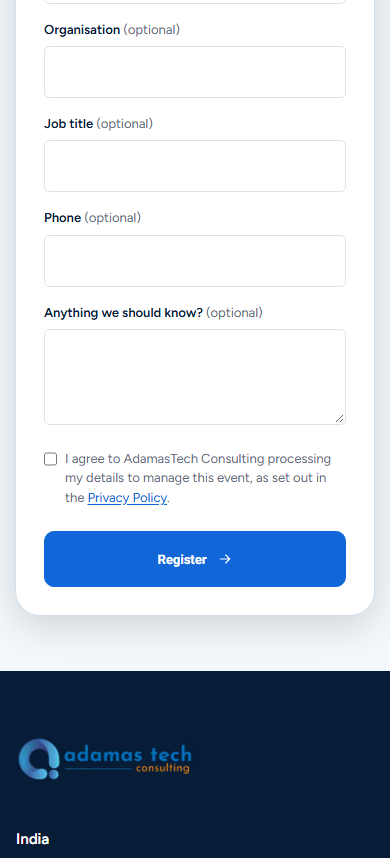 Organisation (optional)
Job title (optional)
Phone (optional)
Anything we should know? (optional)
I agree to AdamasTech Consulting processing
my details to manage this event, as set out in
the Privacy Policy.
Register →
adamas tech
consulting
India